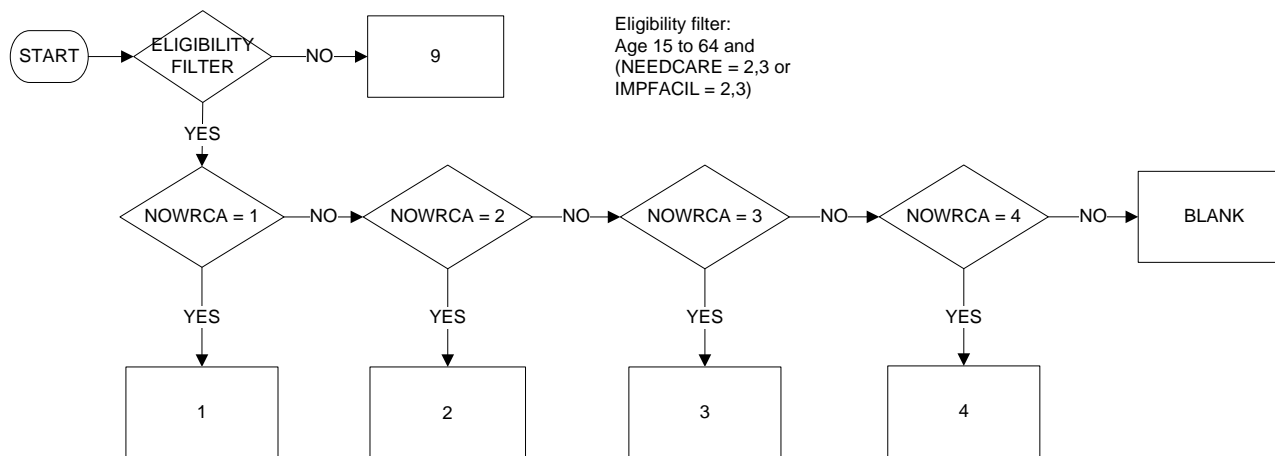 START
ELIGIBILITY
FILTER
NO
9
Eligibility filter:
Age 15 to 64 and
(NEEDCARE = 2,3 or
IMPFACIL = 2,3)
YES
NOWRCA = 1
NO
NOWRCA = 2
NO
NOWRCA = 3
NO
NOWRCA = 4
NO
BLANK
YES
YES
YES
YES
1
2
3
4